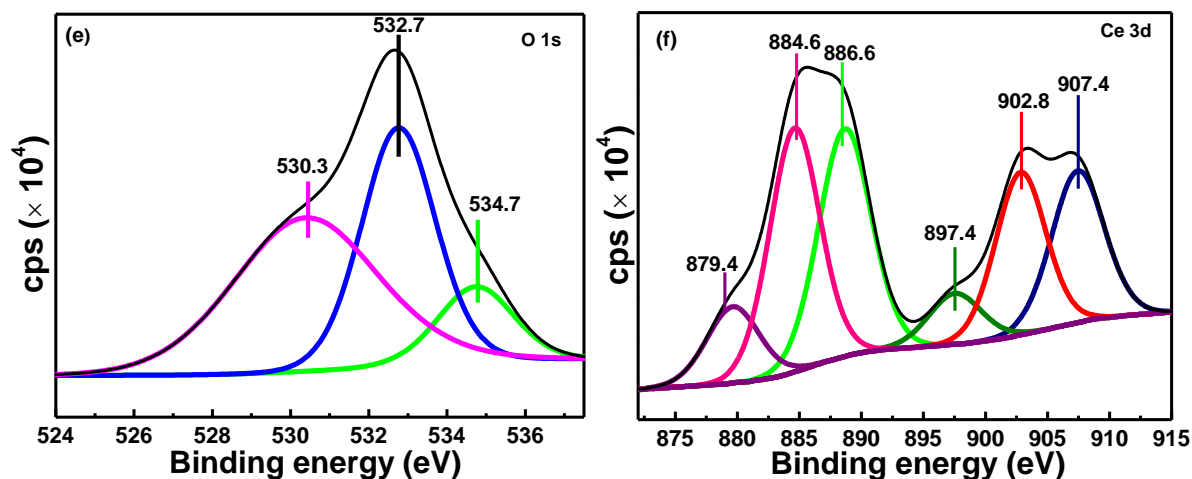 (e)
O 1s
532.7
530.3
534.7
cps (× 10⁴)
524 526 528 530 532 534 536
Binding energy (eV)
(f)
Ce 3d
884.6
886.6
907.4
902.8
897.4
879.4
cps (× 10⁴)
875 880 885 890 895 900 905 910 915
Binding energy (eV)